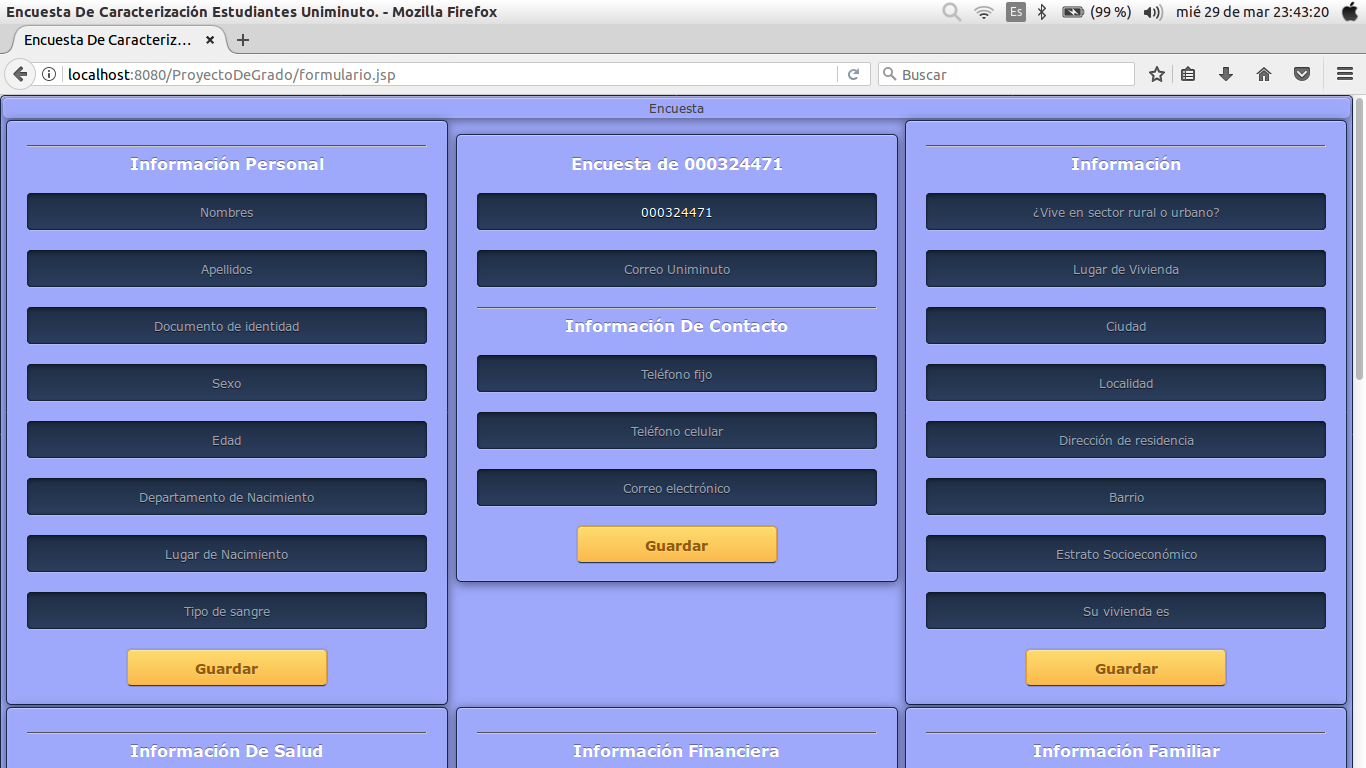 Encuesta De Caracterización Estudiantes Uniminuto. - Mozilla Firefox
Es
(99 %)
mié 29 de mar 23:43:20
Encuesta De Caracteriz...
localhost:8080/ProyectoDeGrado/formulario.jsp
Buscar
Encuesta
Información Personal
Nombres
Apellidos
Documento de identidad
Sexo
Edad
Departamento de Nacimiento
Lugar de Nacimiento
Tipo de sangre
Guardar
Encuesta de 000324471
000324471
Correo Uniminuto
Información De Contacto
Teléfono fijo
Teléfono celular
Correo electrónico
Guardar
Información
¿Vive en sector rural o urbano?
Lugar de Vivienda
Ciudad
Localidad
Dirección de residencia
Barrio
Estrato Socioeconómico
Su vivienda es
Guardar
Información De Salud
Información Financiera
Información Familiar